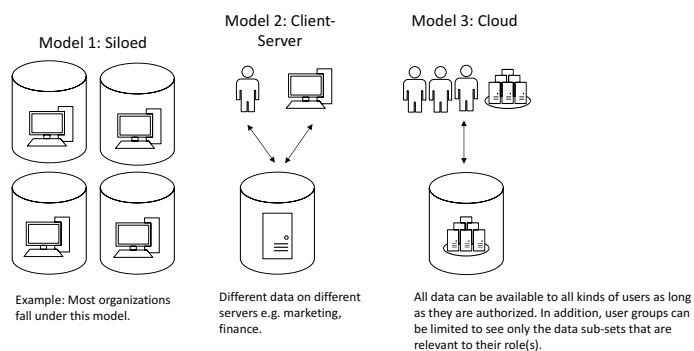 Model 1: Siloed
Model 2: Client-
Server
Model 3: Cloud
Example: Most organizations
fall under this model.
Different data on different
servers e.g. marketing,
finance.
All data can be available to all kinds of users as long
as they are authorized. In addition, user groups can
be limited to see only the data sub-sets that are
relevant to their role(s).